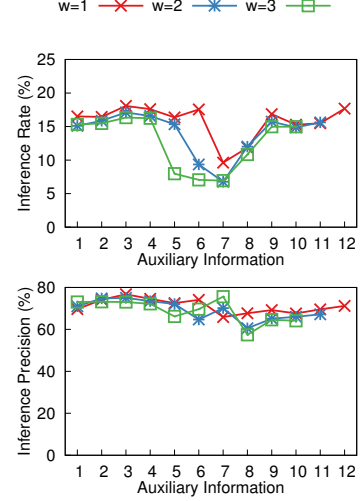 w=1 w=2 w=3
25
20
15
10
5
0
Inference Rate (%)
1 2 3 4 5 6 7 8 9 10 11 12
Auxiliary Information
80
60
40
20
0
Inference Precision (%)
1 2 3 4 5 6 7 8 9 10 11 12
Auxiliary Information